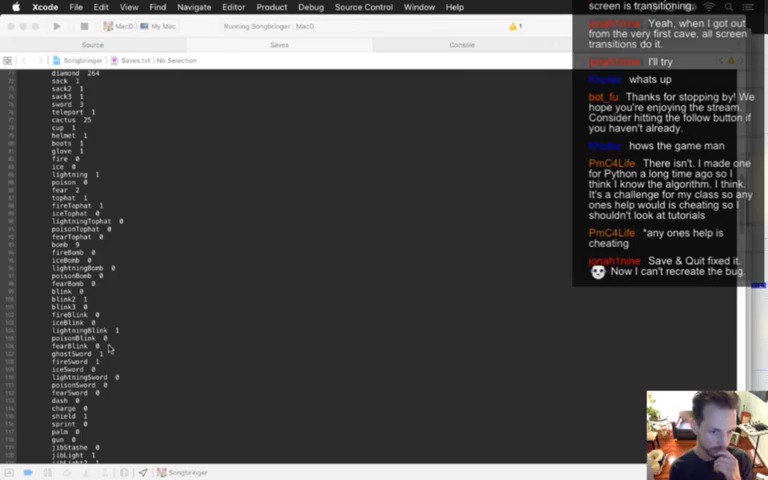 Xcode File Edit View Find Navigate Editor Product Debug Source Control Window Help
MacD My Mac
Running Songbringer : MacD
1
Source Saves Console
Songbringer Saves.txt No Selection
diamond 264
sack 1
sack2 1
sack3 1
sword 3
teleport 1
cactus 25
cup 1
helmet 1
boots 1
glove 1
fire 0
ice 0
lightning 1
poison 0
fear 2
tophat 1
fireTophat 1
iceTophat 0
lightningTophat 0
poisonTophat 0
fearTophat 0
bomb 9
fireBomb 0
iceBomb 0
lightningBomb 0
poisonBomb 0
fearBomb 0
blink 0
blink2 1
blink3 0
fireBlink 0
iceBlink 0
lightningBlink 1
poisonBlink 0
fearBlink 0
ghostSword 1
fireSword 1
iceSword 0
lightningSword 0
poisonSword 0
fearSword 0
dash 0
charge 0
shield 1
sprint 0
palm 0
gun 0
jibStashe 0
jibLight 1
Songbringer
screen is transitioning.
jonah1nine Yeah, when I got out
from the very first cave, all screen
transitions do it.
jonah1nine I'll try
whats up
bot_fu Thanks for stopping by! We
hope you're enjoying the stream.
Consider hitting the follow button if
you haven't already.
hows the game man
PmC4Life There isn't. I made one
for Python a long time ago so I
think I know the algorithm. I think.
It's a challenge for my class so any
ones help would is cheating so I
shouldn't look at tutorials
PmC4Life *any ones help is
cheating
jonah1nine Save & Quit fixed it.
Now I can't recreate the bug.